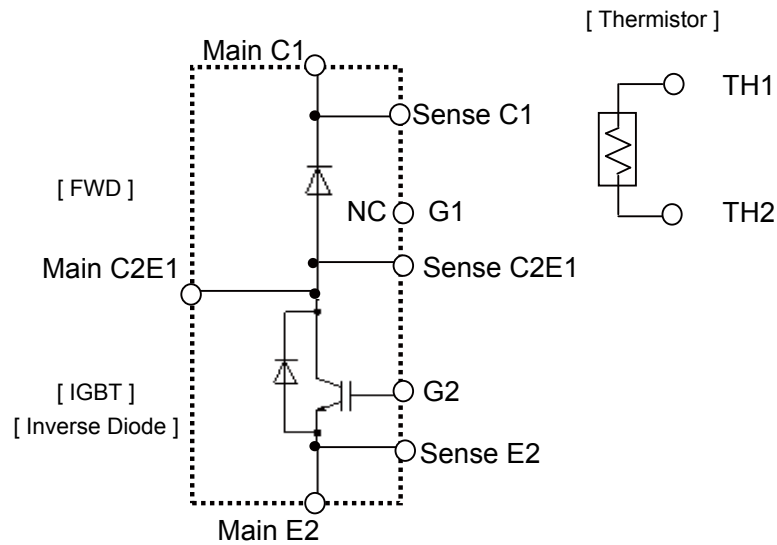 [ Thermistor ]
Main C1
TH1
Sense C1
[ FWD ]
NC G1
TH2
Main C2E1
Sense C2E1
[ IGBT ]
G2
[ Inverse Diode ]
Sense E2
Main E2